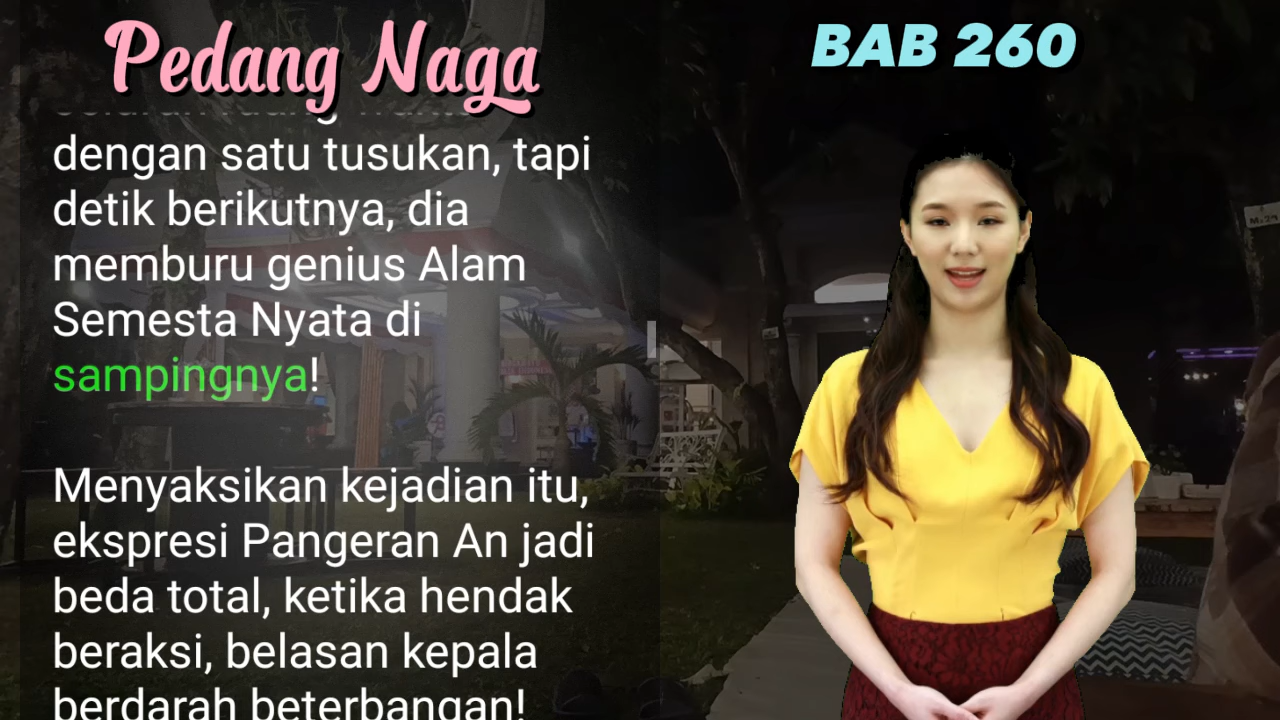 Pedang Naga
BAB 260
dengan satu tusukan, tapi
detik berikutnya, dia
memburu genius Alam
Semesta Nyata di
sampingnya!
Menyaksikan kejadian itu,
ekspresi Pangeran An jadi
beda total, ketika hendak
beraksi, belasan kepala
berdarah beterbangan!